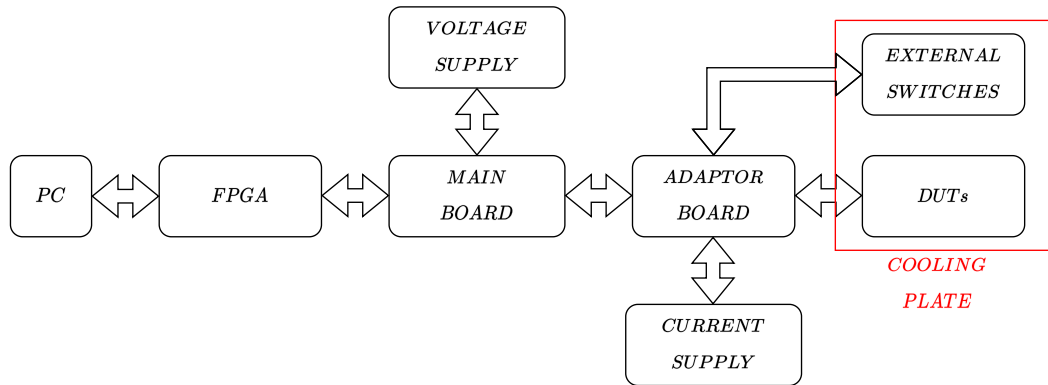 VOLTAGE
SUPPLY
EXTERNAL
SWITCHES
PC
FPGA
MAIN
BOARD
ADAPTOR
BOARD
DUTs
COOLING
PLATE
CURRENT
SUPPLY